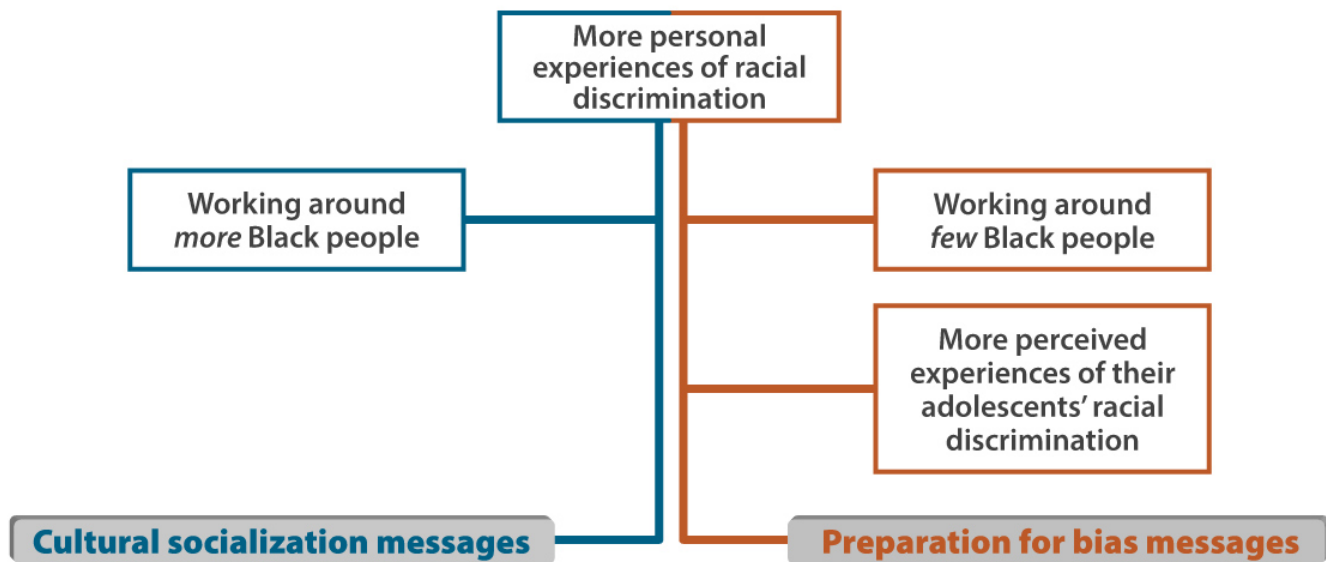 More personal
experiences of racial
discrimination
Working around
more Black people
Working around
few Black people
More perceived
experiences of their
adolescents’ racial
discrimination
Cultural socialization messages
Preparation for bias messages